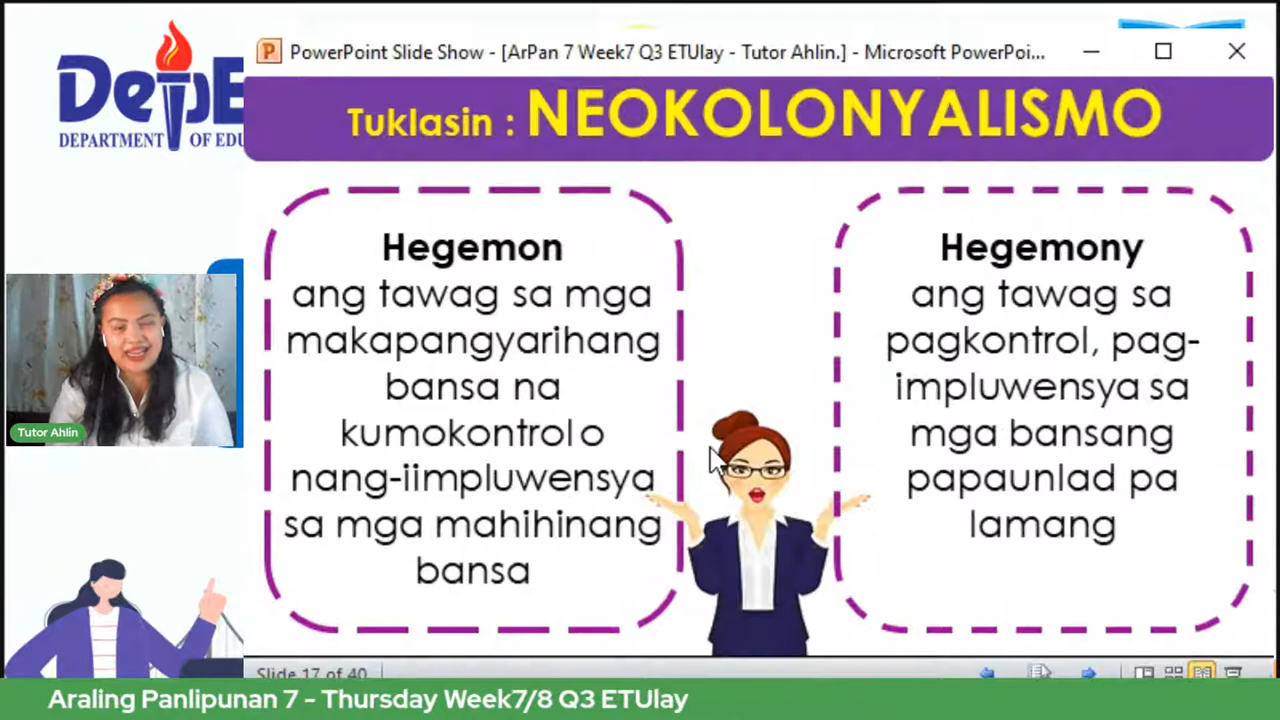 DepE
DEPARTMENT OF EDU
PowerPoint Slide Show - [ArPan 7 Week7 Q3 ETUlay - Tutor Ahlin.] - Microsoft PowerPoi...
Tuklasin : NEOKOLONYALISMO
Hegemon
ang tawag sa mga
makapangyarihang
bansa na
kumokontrol o
nang-iimpluwensya
sa mga mahihinang
bansa
Hegemony
ang tawag sa
pagkontrol, pag-
impluwensya sa
mga bansang
papaunlad pa
lamang
Tutor Ahlin
Slide 17 of 40
Araling Panlipunan 7 - Thursday Week7/8 Q3 ETUlay